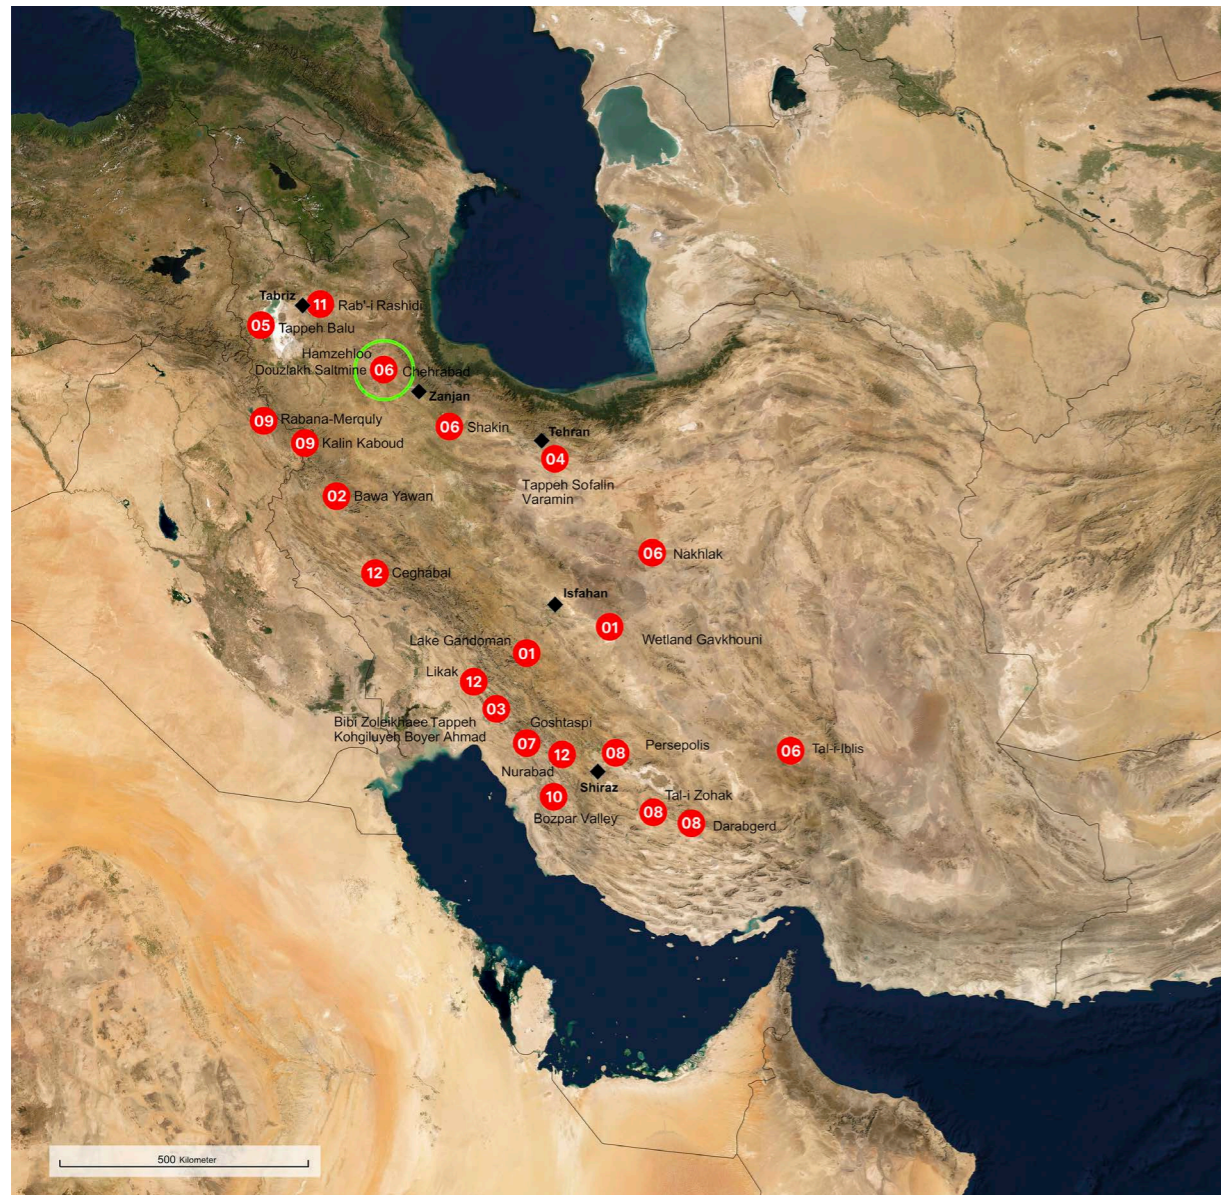 Tabriz
11
Rab'-i Rashidi
05
Tappeh Balu
Hamzehloo
Douzlakh Saltmine
06
Chehrabad
Zanjan
09
Rabana-Merquly
06
Shakin
Tehran
09
Kalin Kaboud
04
Tappeh Sofalin
Varamin
02
Bawa Yawan
06
Nakhlak
12
Ceghabal
Isfahan
01
Wetland Gavkhouni
Lake Gandoman
01
Likak
12
03
Bibi Zoleikhaee Tappeh
Kohgiluyeh Boyer Ahmad
Goshtaspi
07
12
Nurabad
08
Persepolis
06
Tal-i-Iblis
Shiraz
10
Bozpar Valley
Tal-i Zohak
08
08
Darabgerd
500 Kilometer